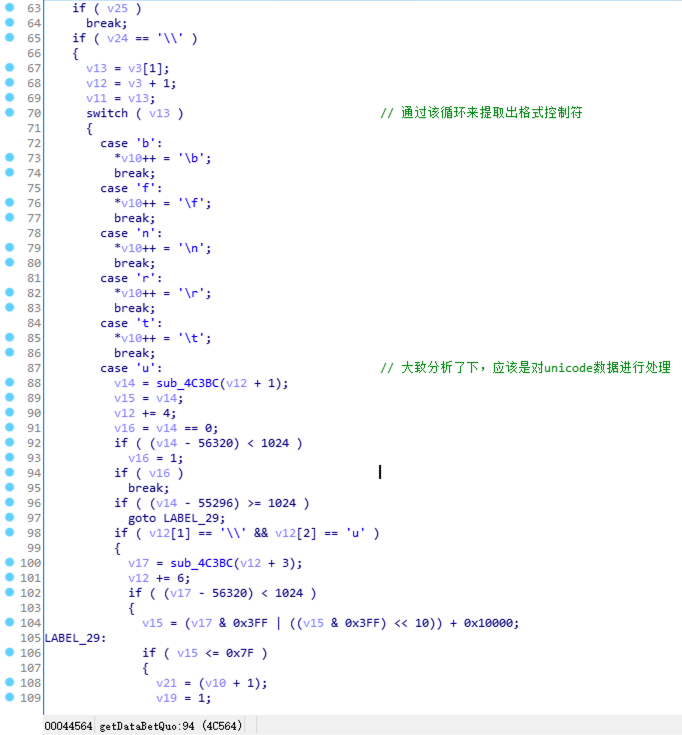 63 if ( v25 )
64 break;
65 if ( v24 == '\\' )
66 {
67 v13 = v3[1];
68 v12 = v3 + 1;
69 v11 = v13;
70 switch ( v13 ) // 通过该循环来提取出格式控制符
71 {
72 case 'b':
73 *v10++ = '\b';
74 break;
75 case 'f':
76 *v10++ = '\f';
77 break;
78 case 'n':
79 *v10++ = '\n';
80 break;
81 case 'r':
82 *v10++ = '\r';
83 break;
84 case 't':
85 *v10++ = '\t';
86 break;
87 case 'u': // 大致分析了下，应该是对unicode数据进行处理
88 v14 = sub_4C3BC(v12 + 1);
89 v15 = v14;
90 v12 += 4;
91 v16 = v14 == 0;
92 if ( (v14 - 56320) < 1024 )
93 v16 = 1;
94 if ( v16 )
95 break;
96 if ( (v14 - 55296) >= 1024 )
97 goto LABEL_29;
98 if ( v12[1] == '\\' && v12[2] == 'u' )
99 {
100 v17 = sub_4C3BC(v12 + 3);
101 v12 += 6;
102 if ( (v17 - 56320) < 1024 )
103 {
104 v15 = (v17 & 0x3FF | ((v15 & 0x3FF) << 10)) + 0x10000;
105 LABEL_29:
106 if ( v15 <= 0x7F )
107 {
108 v21 = (v10 + 1);
109 v19 = 1;
00044564 getDataBetQuo:94 (4C564)